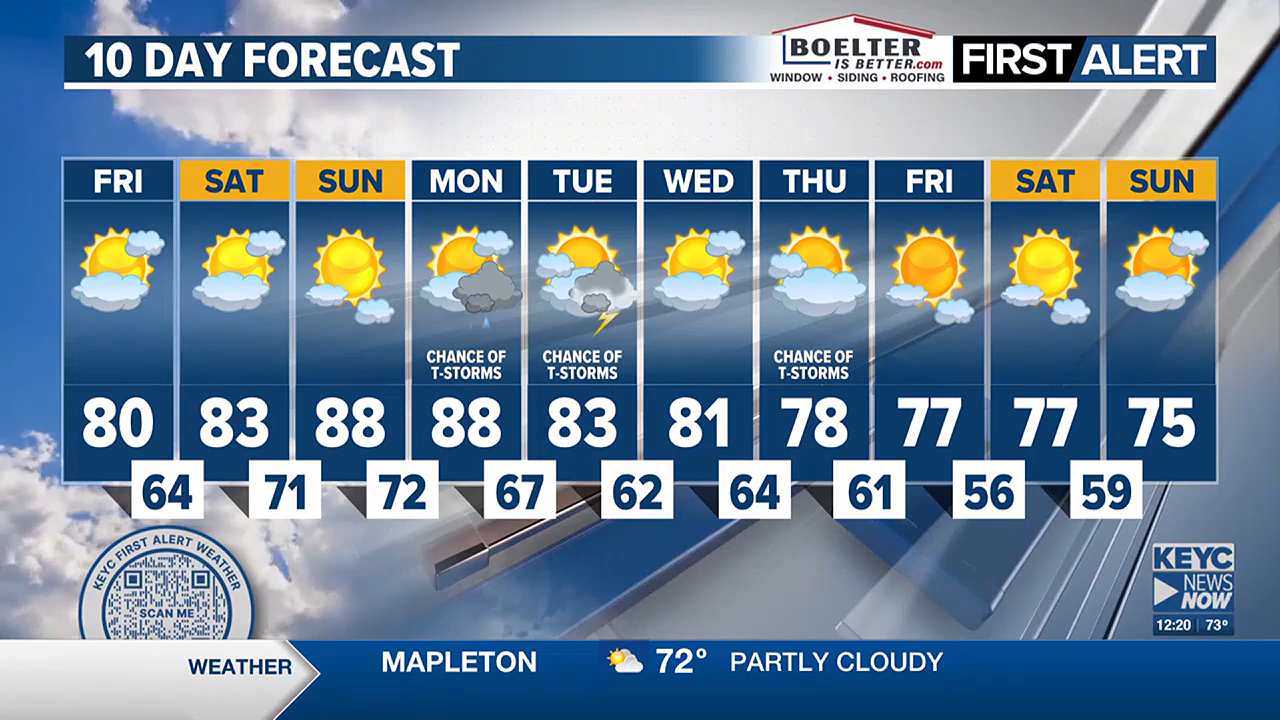 10 DAY FORECAST
BOELTER
IS BETTER.com
WINDOW • SIDING • ROOFING
FIRST ALERT
FRI SAT SUN MON TUE WED THU FRI SAT SUN
CHANCE OF T-STORMS
CHANCE OF T-STORMS
CHANCE OF T-STORMS
80 83 88 88 83 81 78 77 77 75
64 71 72 67 62 64 61 56 59
KEYC FIRST ALERT WEATHER
SCAN ME
KEYC
NEWS
NOW
12:20 | 73°
WEATHER
MAPLETON 72° PARTLY CLOUDY